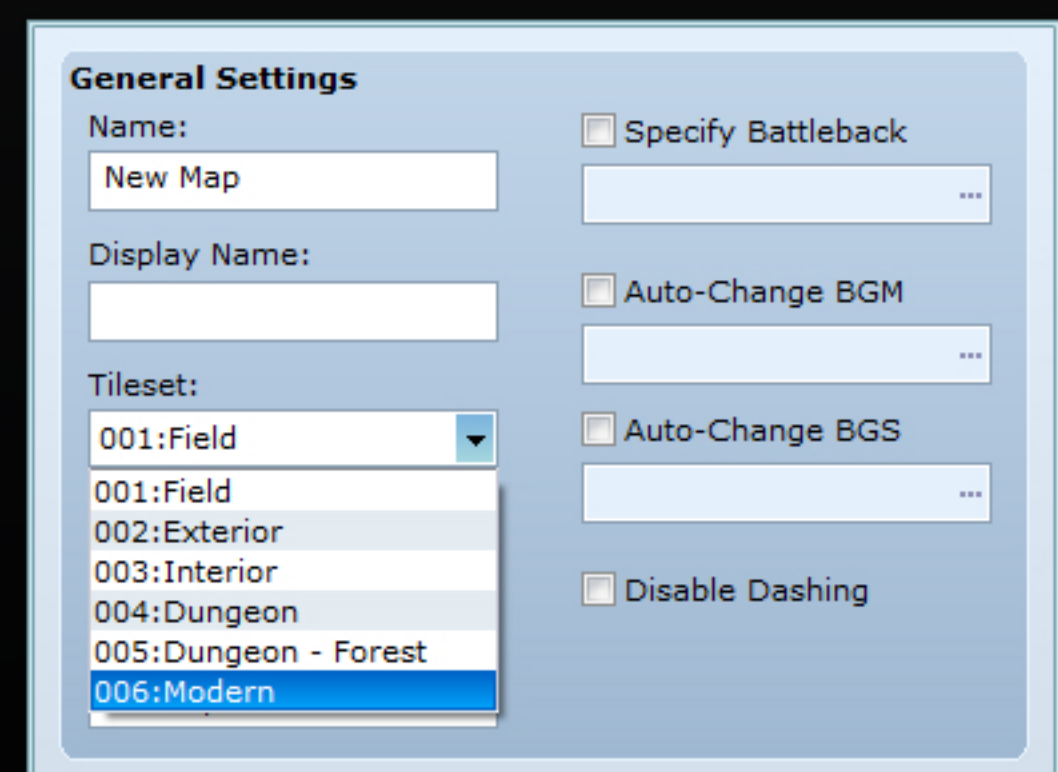 General Settings
Name:
New Map
Display Name:
Tileset:
001:Field
001:Field
002:Exterior
003:Interior
004:Dungeon
005:Dungeon - Forest
006:Modern
Specify Battleback
...
Auto-Change BGM
...
Auto-Change BGS
...
Disable Dashing